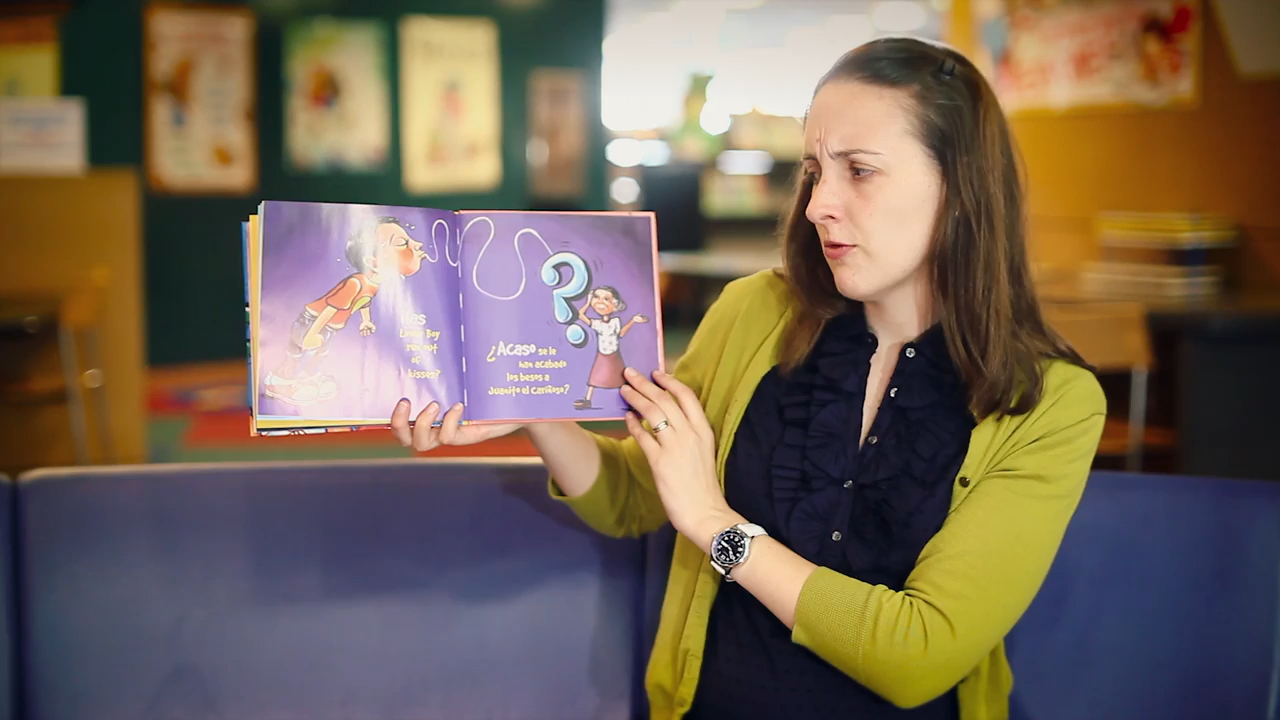 Has
Lover Boy
run out
of
kisses?
¿Acaso se le
han acabado
los besos a
Juanito el Cariñoso?